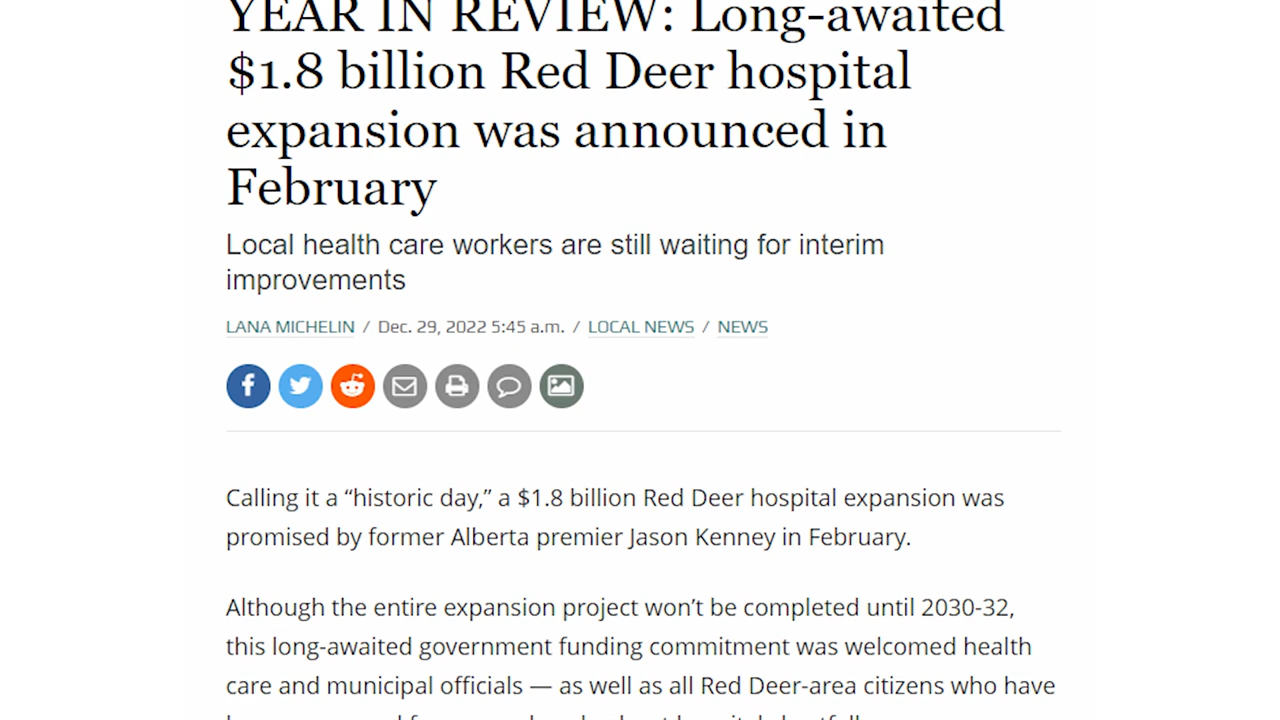 YEAR IN REVIEW: Long-awaited
$1.8 billion Red Deer hospital
expansion was announced in
February
Local health care workers are still waiting for interim
improvements
LANA MICHELIN / Dec. 29, 2022 5:45 a.m. / LOCAL NEWS / NEWS
Calling it a “historic day,” a $1.8 billion Red Deer hospital expansion was
promised by former Alberta premier Jason Kenney in February.
Although the entire expansion project won’t be completed until 2030-32,
this long-awaited government funding commitment was welcomed health
care and municipal officials — as well as all Red Deer-area citizens who have